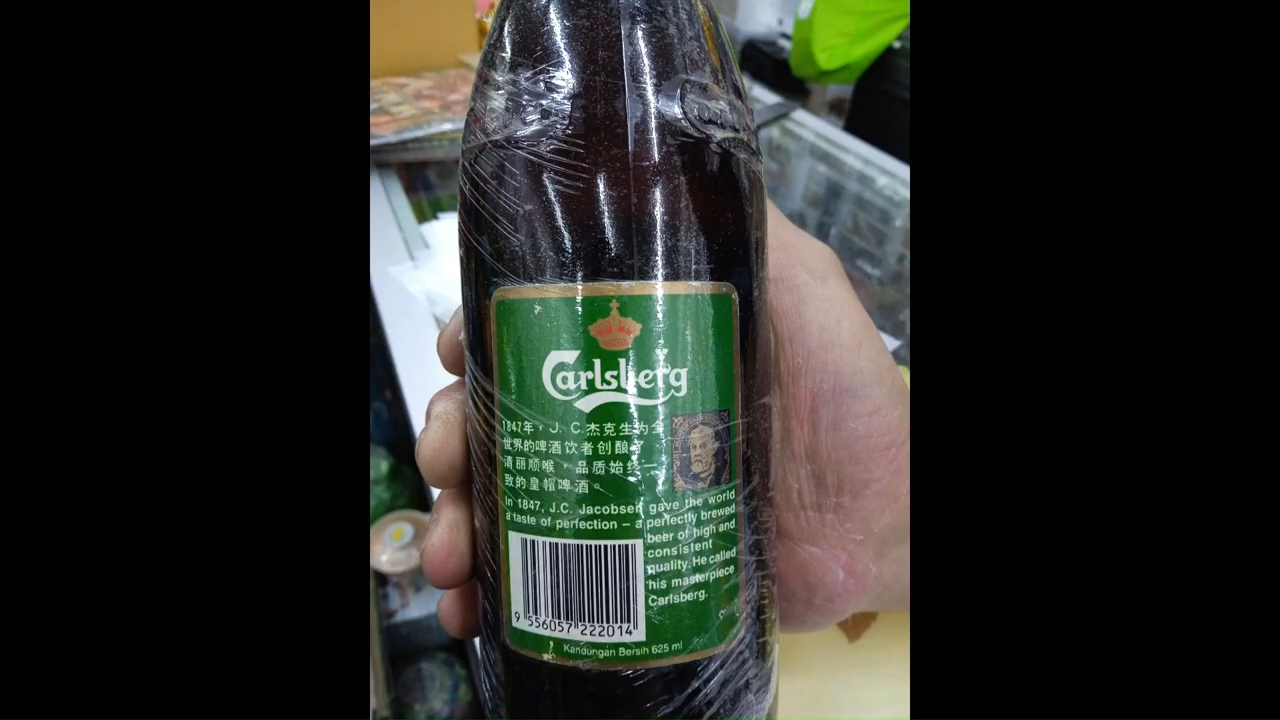 Carlsberg
1847年，J. C.杰克生为全
世界的啤酒饮者创酿了
清丽顺喉，品质始终一
致的皇帽啤酒。
In 1847, J.C. Jacobsen gave the world
a taste of perfection – a perfectly brewed
beer of high and
consistent
quality. He called
his masterpiece
Carlsberg.
9 556057 222014
Kandungan Bersih 625 ml